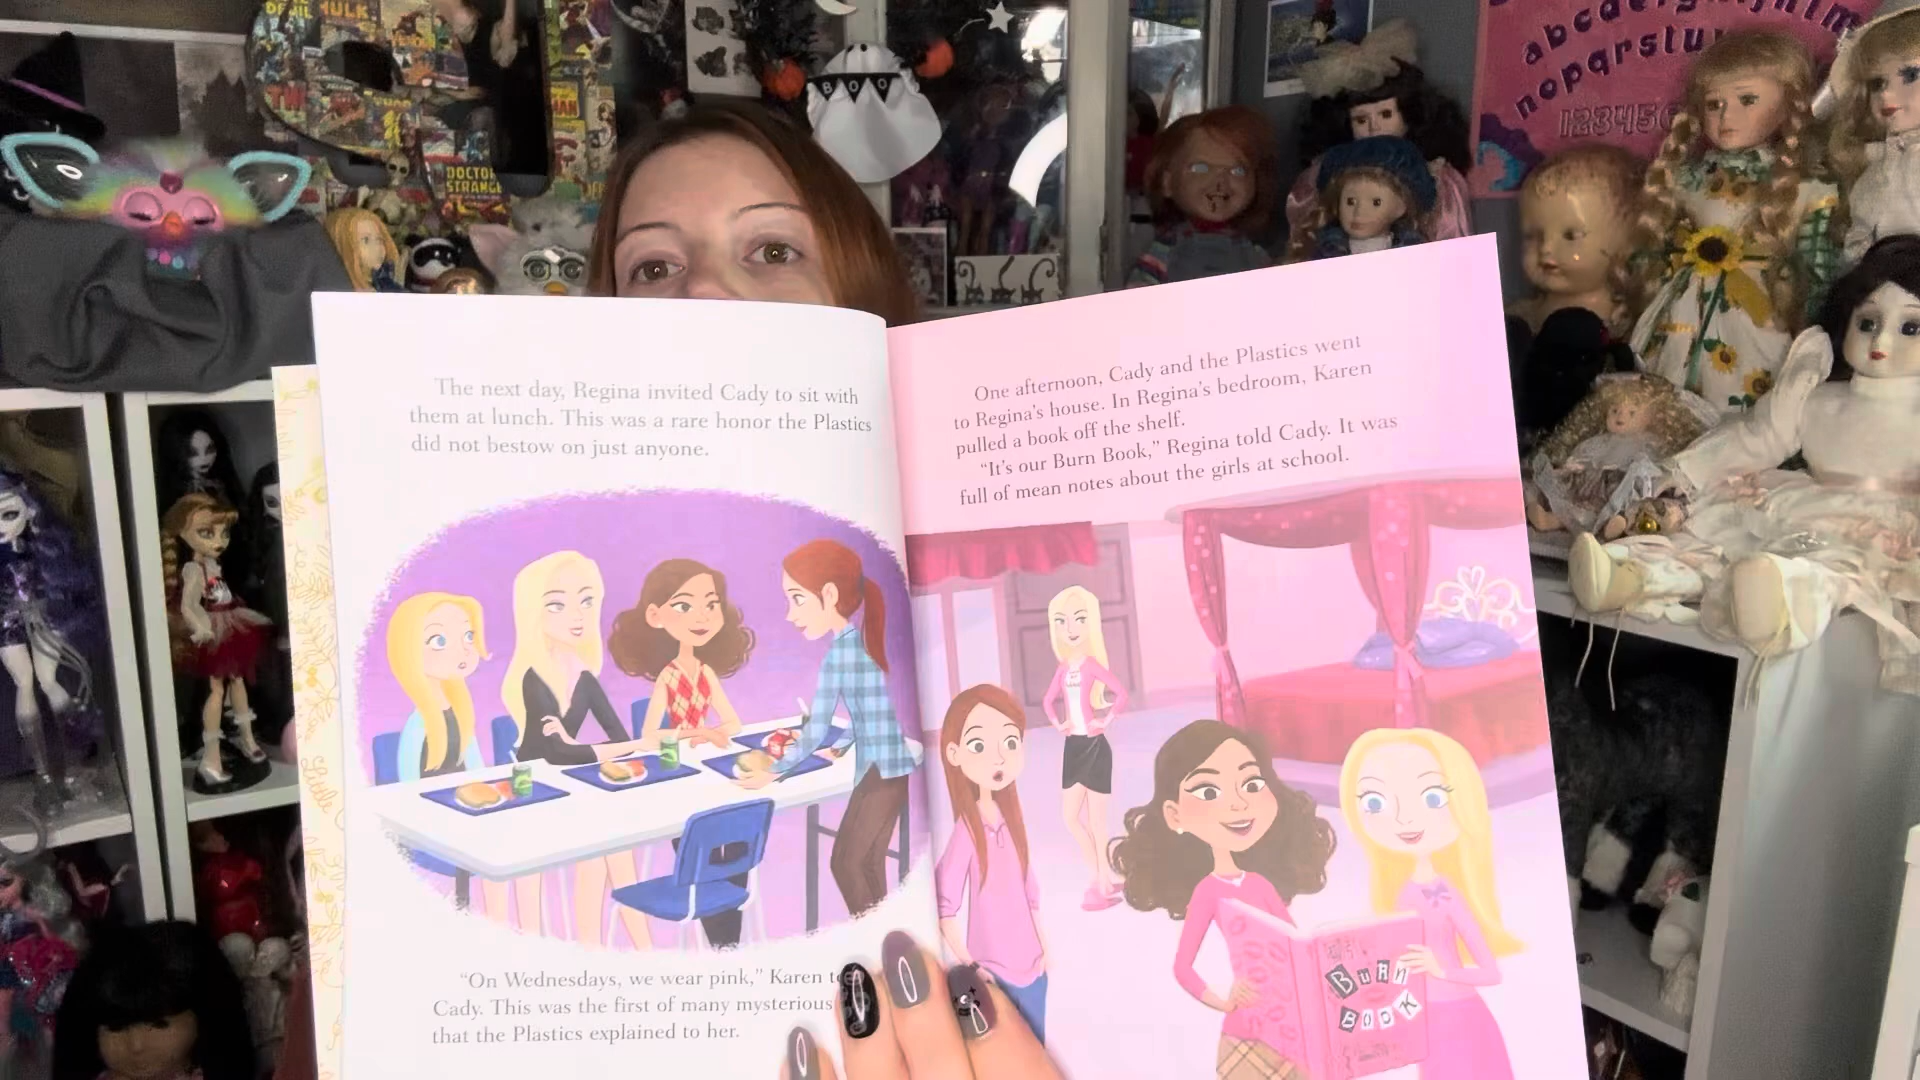 HULK
DOCTOR
STRANGE
BOO
abcdefghijklm
nopqrstu
123456
The next day, Regina invited Cady to sit with
them at lunch. This was a rare honor the Plastics
did not bestow on just anyone.
“On Wednesdays, we wear pink,” Karen
Cady. This was the first of many mysterious
that the Plastics explained to her.
One afternoon, Cady and the Plastics went
to Regina’s house. In Regina’s bedroom, Karen
pulled a book off the shelf.
“It’s our Burn Book,” Regina told Cady. It was
full of mean notes about the girls at school.
BuRN
BOOK
Little